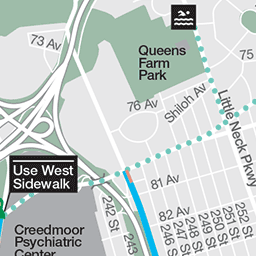 73 Av
Queens
Farm
Park
75
76 Av
Shiloh Av
Little Neck Pkwy
Use West
Sidewalk
81 Av
82 Av
242 St
243
246
247 St
248 St
249 St
250 St
251 St
252 St
Creedmoor
Psychiatric
Center